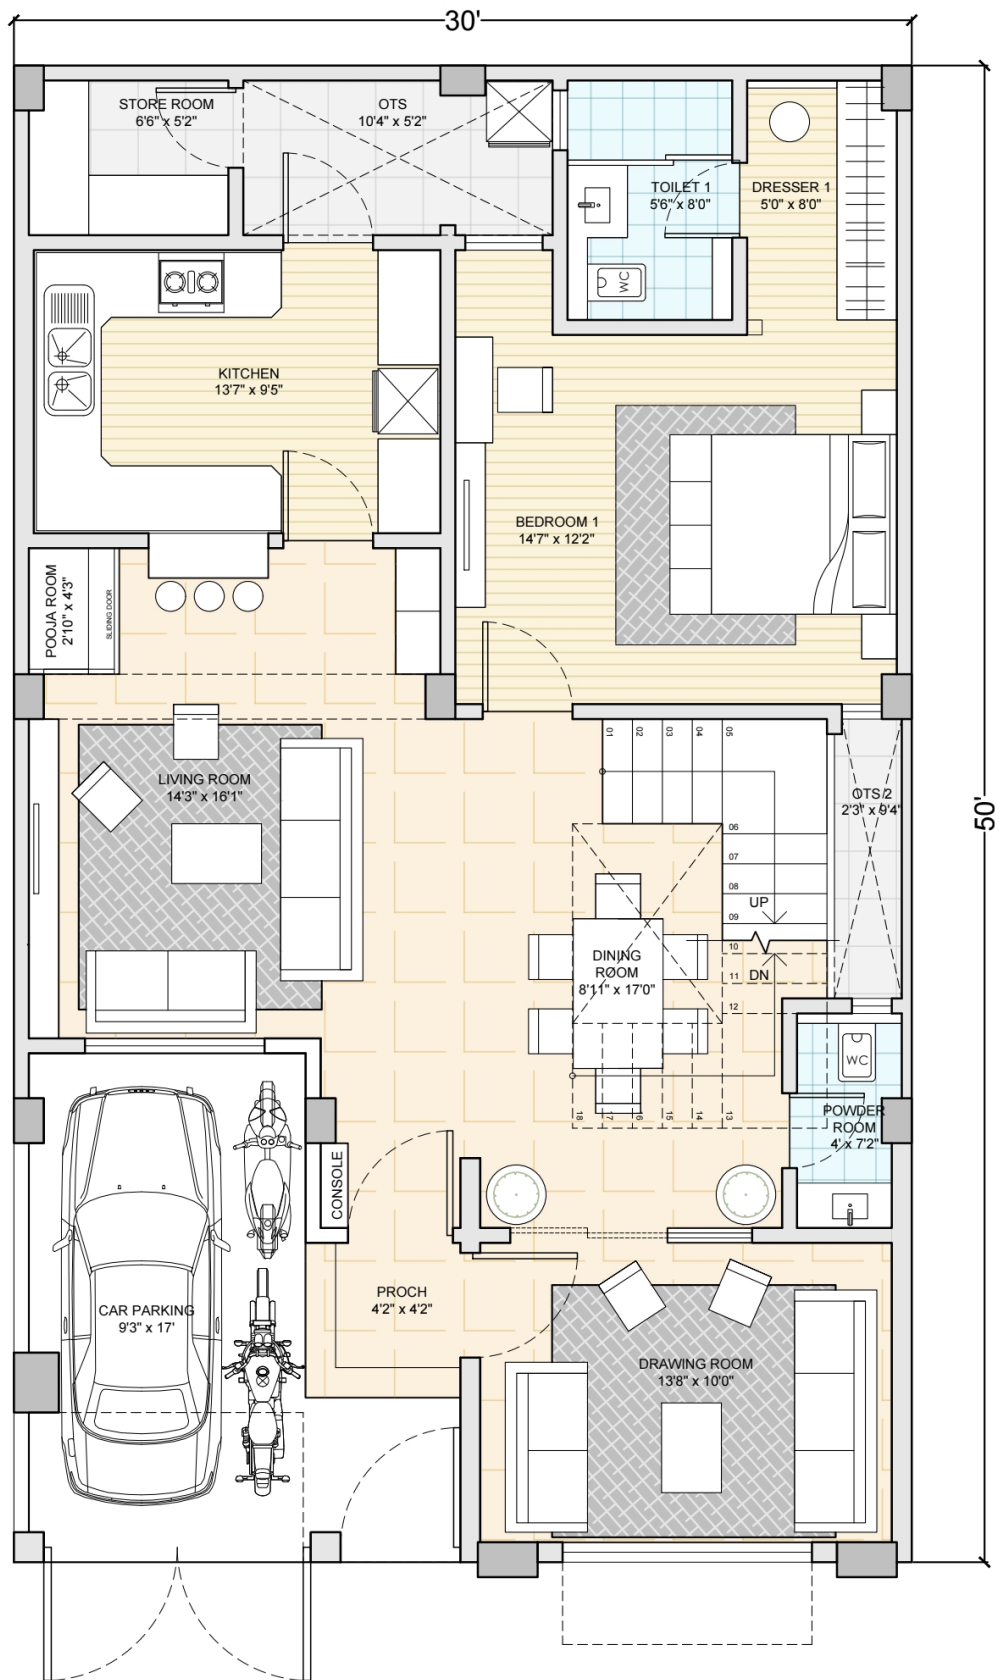 30'
50'
STORE ROOM
6'6" x 5'2"
OTS
10'4" x 5'2"
TOILET 1
5'6" x 8'0"
DRESSER 1
5'0" x 8'0"
WC
KITCHEN
13'7" x 9'5"
BEDROOM 1
14'7" x 12'2"
POOJA ROOM
2'10" x 4'3"
SLIDING DOOR
LIVING ROOM
14'3" x 16'1"
01
02
03
04
05
06
07
08
09
10
11
12
13
14
15
16
17
18
UP
DN
OTS 2
2'3" x 9'4"
DINING
ROOM
8'11" x 17'0"
WC
POWDER
ROOM
4' x 7'2"
CONSOLE
PROCH
4'2" x 4'2"
CAR PARKING
9'3" x 17'
DRAWING ROOM
13'8" x 10'0"